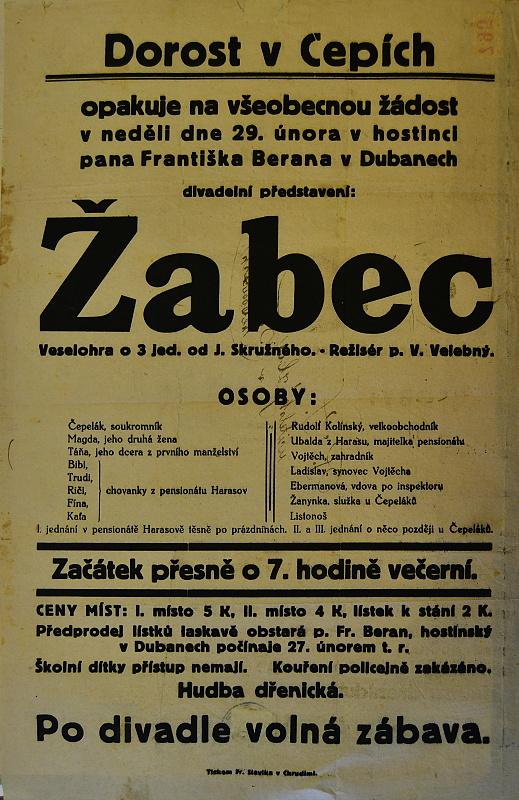 Dorost v Čepích
opakuje na všeobecnou žádost
v neděli dne 29. února v hostinci
pana Františka Berana v Dubanech
divadelní představení:
Žabec
Veselohra o 3 jed. od J. Skružného. - Režisér p. V. Velebný.
OSOBY:
Čepelák, soukromník
Magda, jeho druhá žena
Táňa, jeho dcera z prvního manželství
Bibi,
Trudi,
Riči, chovanky z pensionátu Harasov
Fina,
Kaťa
Rudolf Kolínský, velkoobchodník
Ubalda z Harasu, majitelka pensionátu
Vojtěch, zahradník
Ladislav, synovec Vojtěcha
Ebermanová, vdova po inspektoru
Žanynka, služka u Čepeláků
Listonoš
I. jednání v pensionátě Harasově těsně po prázdninách. II. a III. jednání o něco později u Čepeláků.
Začátek přesně o 7. hodině večerní.
CENY MÍST: I. místo 5 K, II. místo 4 K, lístek k stání 2 K.
Předprodej lístků laskavě obstará p. Fr. Beran, hostinský
v Dubanech počínaje 27. únorem t. r.
Školní dítky přístup nemají. Kouření policejně zakázáno.
Hudba dřenická.
Po divadle volná zábava.
Tiskem Fr. Slavíka v Chrudimi.